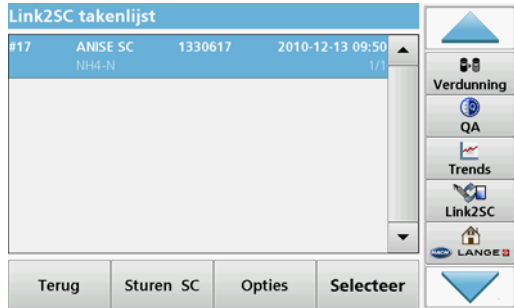 Link2SC takenlijst
#17 ANISE SC 1330617 2010-12-13 09:50
NH4-N 1/1
Verdunning
QA
Trends
Link2SC
HACH LANGE
Terug Sturen SC Opties Selecteer